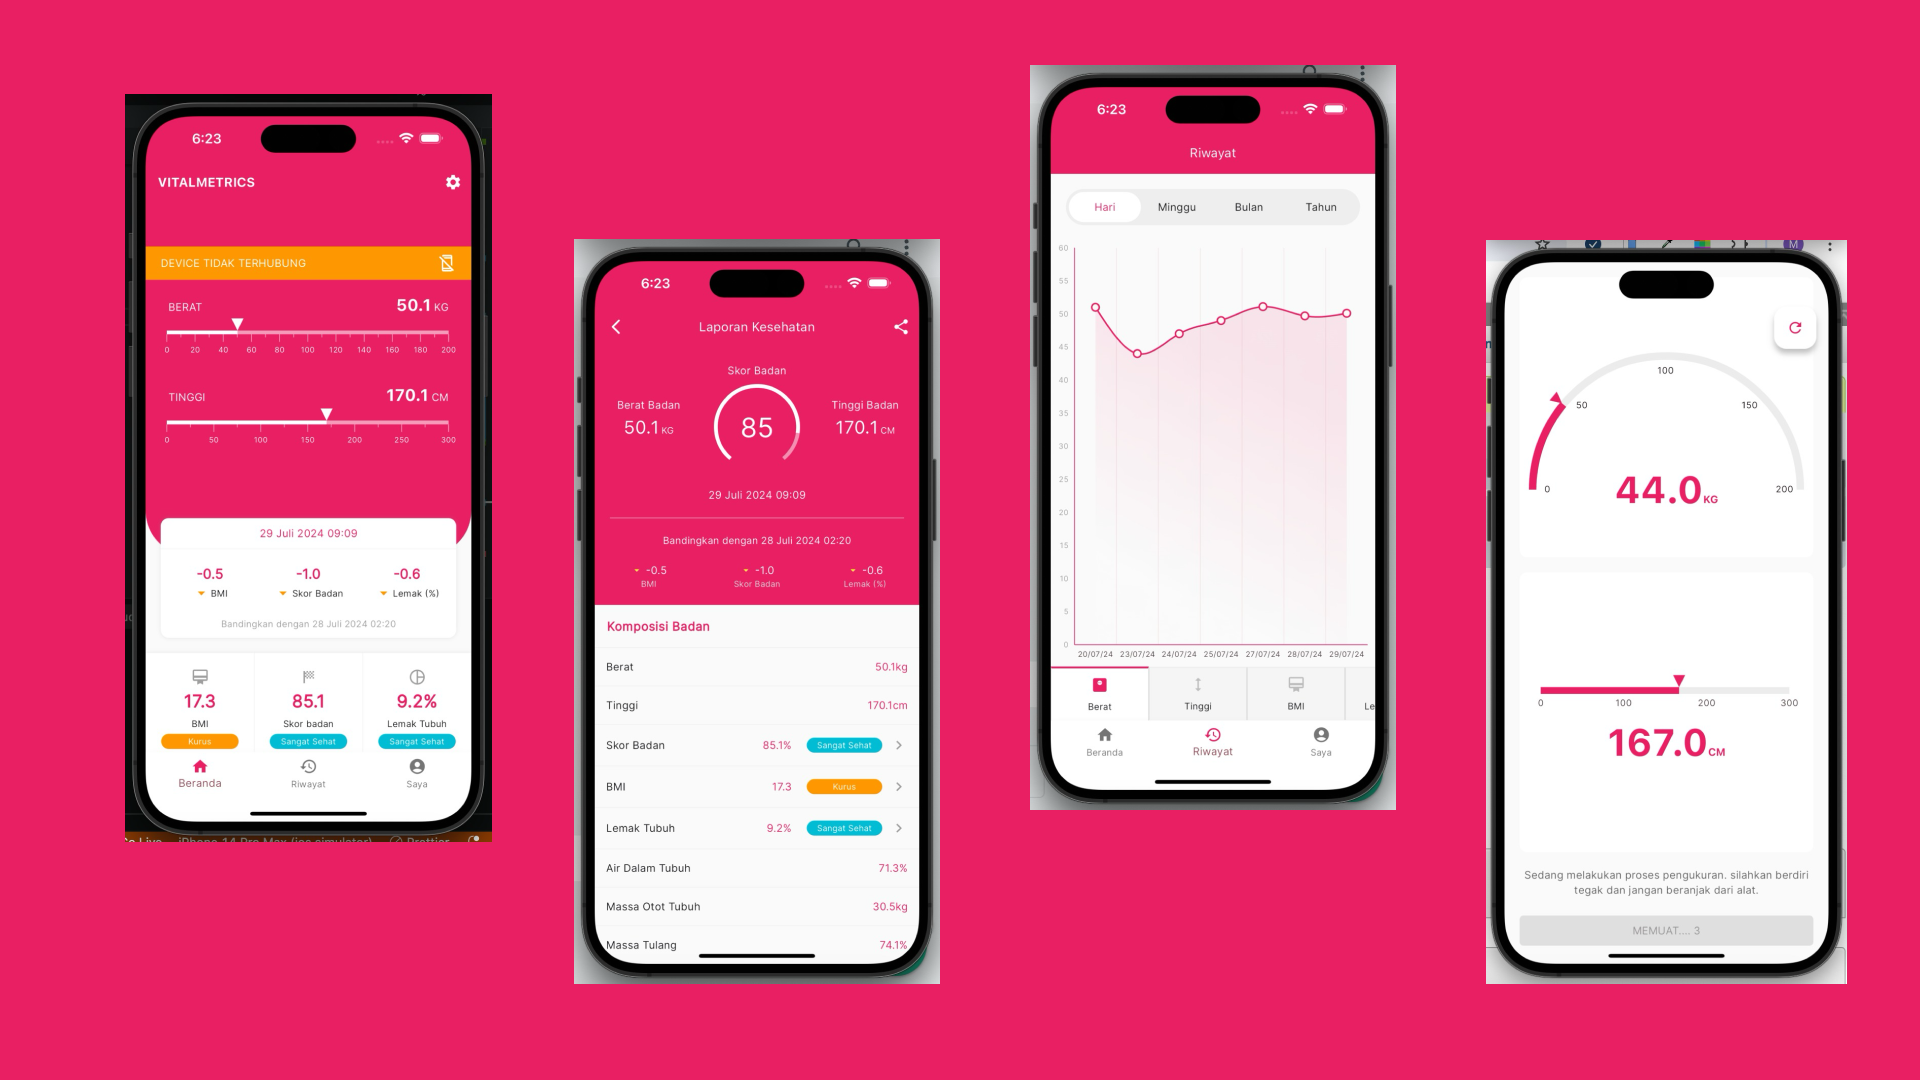 6:23
VITALMETRICS
DEVICE TIDAK TERHUBUNG
BERAT 50.1 KG
0 20 40 60 80 100 120 140 160 180 200
TINGGI 170.1 CM
0 50 100 150 200 250 300
29 Juli 2024 09:09
-0.5 -1.0 -0.6
BMI Skor Badan Lemak (%)
Bandingkan dengan 28 Juli 2024 02:20
17.3 85.1 9.2%
BMI Skor badan Lemak Tubuh
Kurus Sangat Sehat Sangat Sehat
Beranda Riwayat Saya
6:23
Laporan Kesehatan
Skor Badan
Berat Badan Tinggi Badan
50.1 KG 85 170.1 CM
29 Juli 2024 09:09
Bandingkan dengan 28 Juli 2024 02:20
-0.5 -1.0 -0.6
BMI Skor Badan Lemak (%)
Komposisi Badan
Berat 50.1kg
Tinggi 170.1cm
Skor Badan 85.1% Sangat Sehat
BMI 17.3 Kurus
Lemak Tubuh 9.2% Sangat Sehat
Air Dalam Tubuh 71.3%
Massa Otot Tubuh 30.5kg
Massa Tulang 74.1%
6:23
Riwayat
Hari Minggu Bulan Tahun
60
55
50
45
40
35
30
25
20
15
10
5
0
20/07/24 23/07/24 24/07/24 25/07/24 27/07/24 28/07/24 29/07/24
Berat Tinggi BMI Le
Beranda Riwayat Saya
M
100
50 150
0 200
44.0 KG
0 100 200 300
167.0 CM
Sedang melakukan proses pengukuran. silahkan berdiri
tegak dan jangan beranjak dari alat.
MEMUAT.... 3